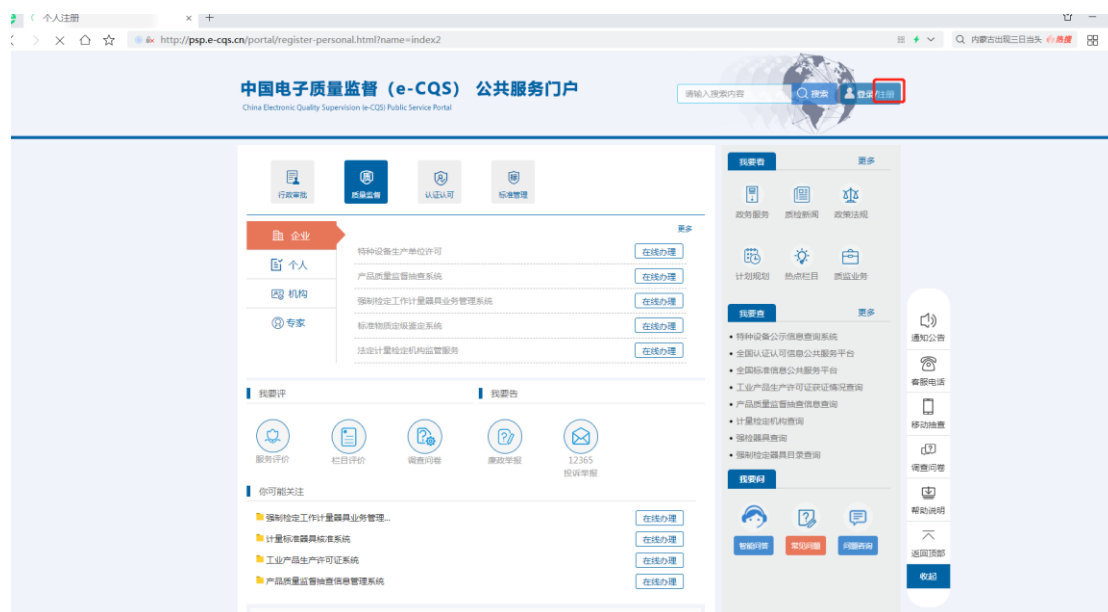 个人注册
http://psp.e-cqs.cn/portal/register-personal.html?name=index2
内蒙古出现三日当头
热搜
中国电子质量监督（e-CQS） 公共服务门户
China Electronic Quality Supervision (e-CQS) Public Service Portal
请输入搜索内容
搜索
登录/注册
行政审批
质量监督
认证认可
标准管理
企业
个人
机构
专家
更多
特种设备生产单位许可
在线办理
产品质量监督抽查系统
在线办理
强制检定工作计量器具业务管理系统
在线办理
标准物质定级鉴定系统
在线办理
法定计量检定机构监管服务
在线办理
我要评
我要告
服务评价
栏目评价
调查问卷
廉政举报
12365
投诉举报
你可能关注
强制检定工作计量器具业务管理...
在线办理
计量标准器具核准系统
在线办理
工业产品生产许可证系统
在线办理
产品质量监督抽查信息管理系统
在线办理
我要看
更多
政务服务
质检新闻
政策法规
计划规划
热点栏目
质监业务
我要查
更多
• 特种设备公示信息查询系统
• 全国认证认可信息公共服务平台
• 全国标准信息公共服务平台
• 工业产品生产许可证获证情况查询
• 产品质量监督抽查信息查询
• 计量检定机构查询
• 强检器具查询
• 强制检定器具目录查询
我要问
智能问答
常见问题
问题咨询
通知公告
客服电话
移动抽查
调查问卷
帮助说明
返回顶部
收起